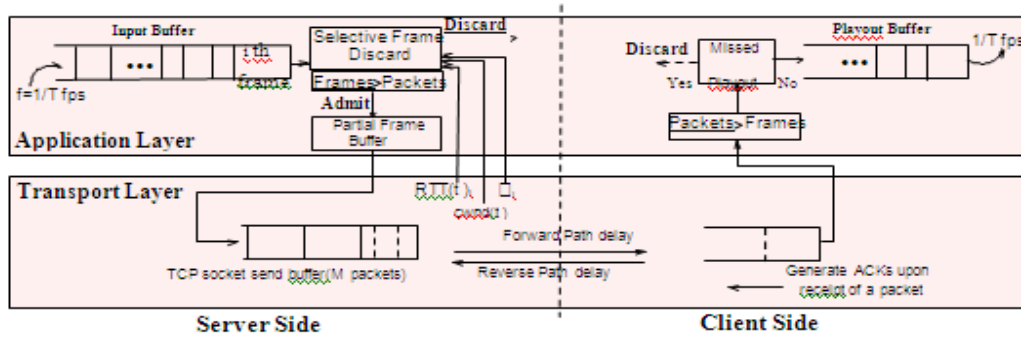 Input Buffer
i th
frame
f=1/T fps
Selective Frame
Discard
Discard
Frames>Packets
Admit
Partial Frame
Buffer
Application Layer
Playout Buffer
1/T fps
Discard
Missed
Playout
Yes
No
Packets>Frames
Transport Layer
RTT(t),
cwnd(t)
TCP socket send buffer(M packets)
Forward Path delay
Reverse Path delay
Generate ACKs upon
receipt of a packet
Server Side
Client Side